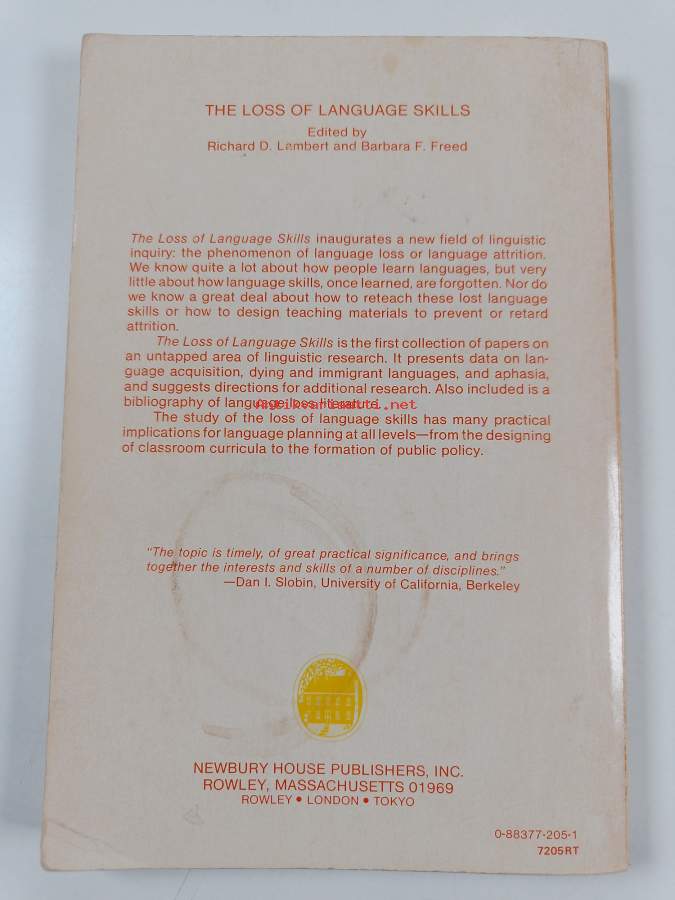 THE LOSS OF LANGUAGE SKILLS
Edited by
Richard D. Lambert and Barbara F. Freed
The Loss of Language Skills inaugurates a new field of linguistic
inquiry: the phenomenon of language loss or language attrition.
We know quite a lot about how people learn languages, but very
little about how language skills, once learned, are forgotten. Nor do
we know a great deal about how to reteach these lost language
skills or how to design teaching materials to prevent or retard
attrition.
The Loss of Language Skills is the first collection of papers on
an untapped area of linguistic research. It presents data on lan-
guage acquisition, dying and immigrant languages, and aphasia,
and suggests directions for additional research. Also included is a
bibliography of language loss literature.
The study of the loss of language skills has many practical
implications for language planning at all levels—from the designing
of classroom curricula to the formation of public policy.
"The topic is timely, of great practical significance, and brings
together the interests and skills of a number of disciplines."
—Dan I. Slobin, University of California, Berkeley
NEWBURY HOUSE PUBLISHERS, INC.
ROWLEY, MASSACHUSETTS 01969
ROWLEY • LONDON • TOKYO
0-88377-205-1
7205RT